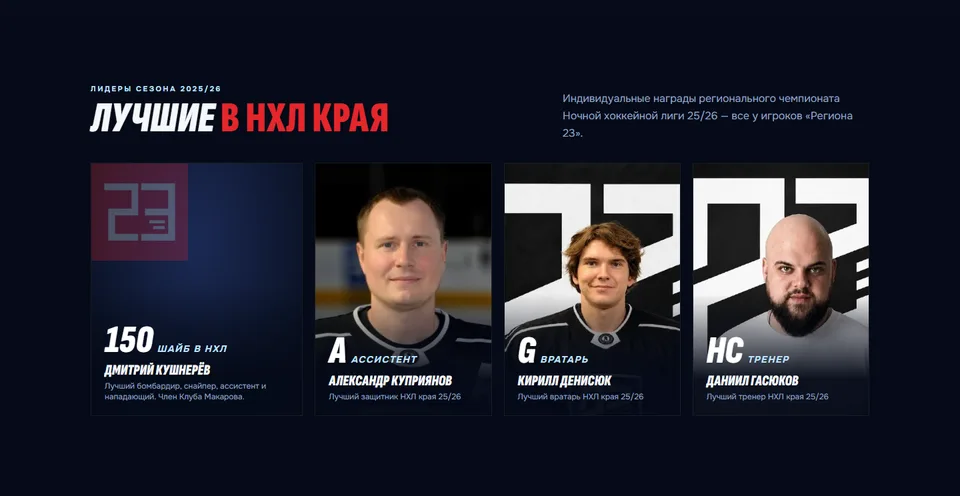 ЛИДЕРЫ СЕЗОНА 2025/26
ЛУЧШИЕ В НХЛ КРАЯ
Индивидуальные награды регионального чемпионата
Ночной хоккейной лиги 25/26 — все у игроков «Региона
23».
23
150 ШАЙБ В НХЛ
ДМИТРИЙ КУШНЕРЁВ
Лучший бомбардир, снайпер, ассистент и
нападающий. Член Клуба Макарова.
A АССИСТЕНТ
АЛЕКСАНДР КУПРИЯНОВ
Лучший защитник НХЛ края 25/26
G ВРАТАРЬ
КИРИЛЛ ДЕНИСЮК
Лучший вратарь НХЛ края 25/26
HC ТРЕНЕР
ДАНИИЛ ГАСЮКОВ
Лучший тренер НХЛ края 25/26